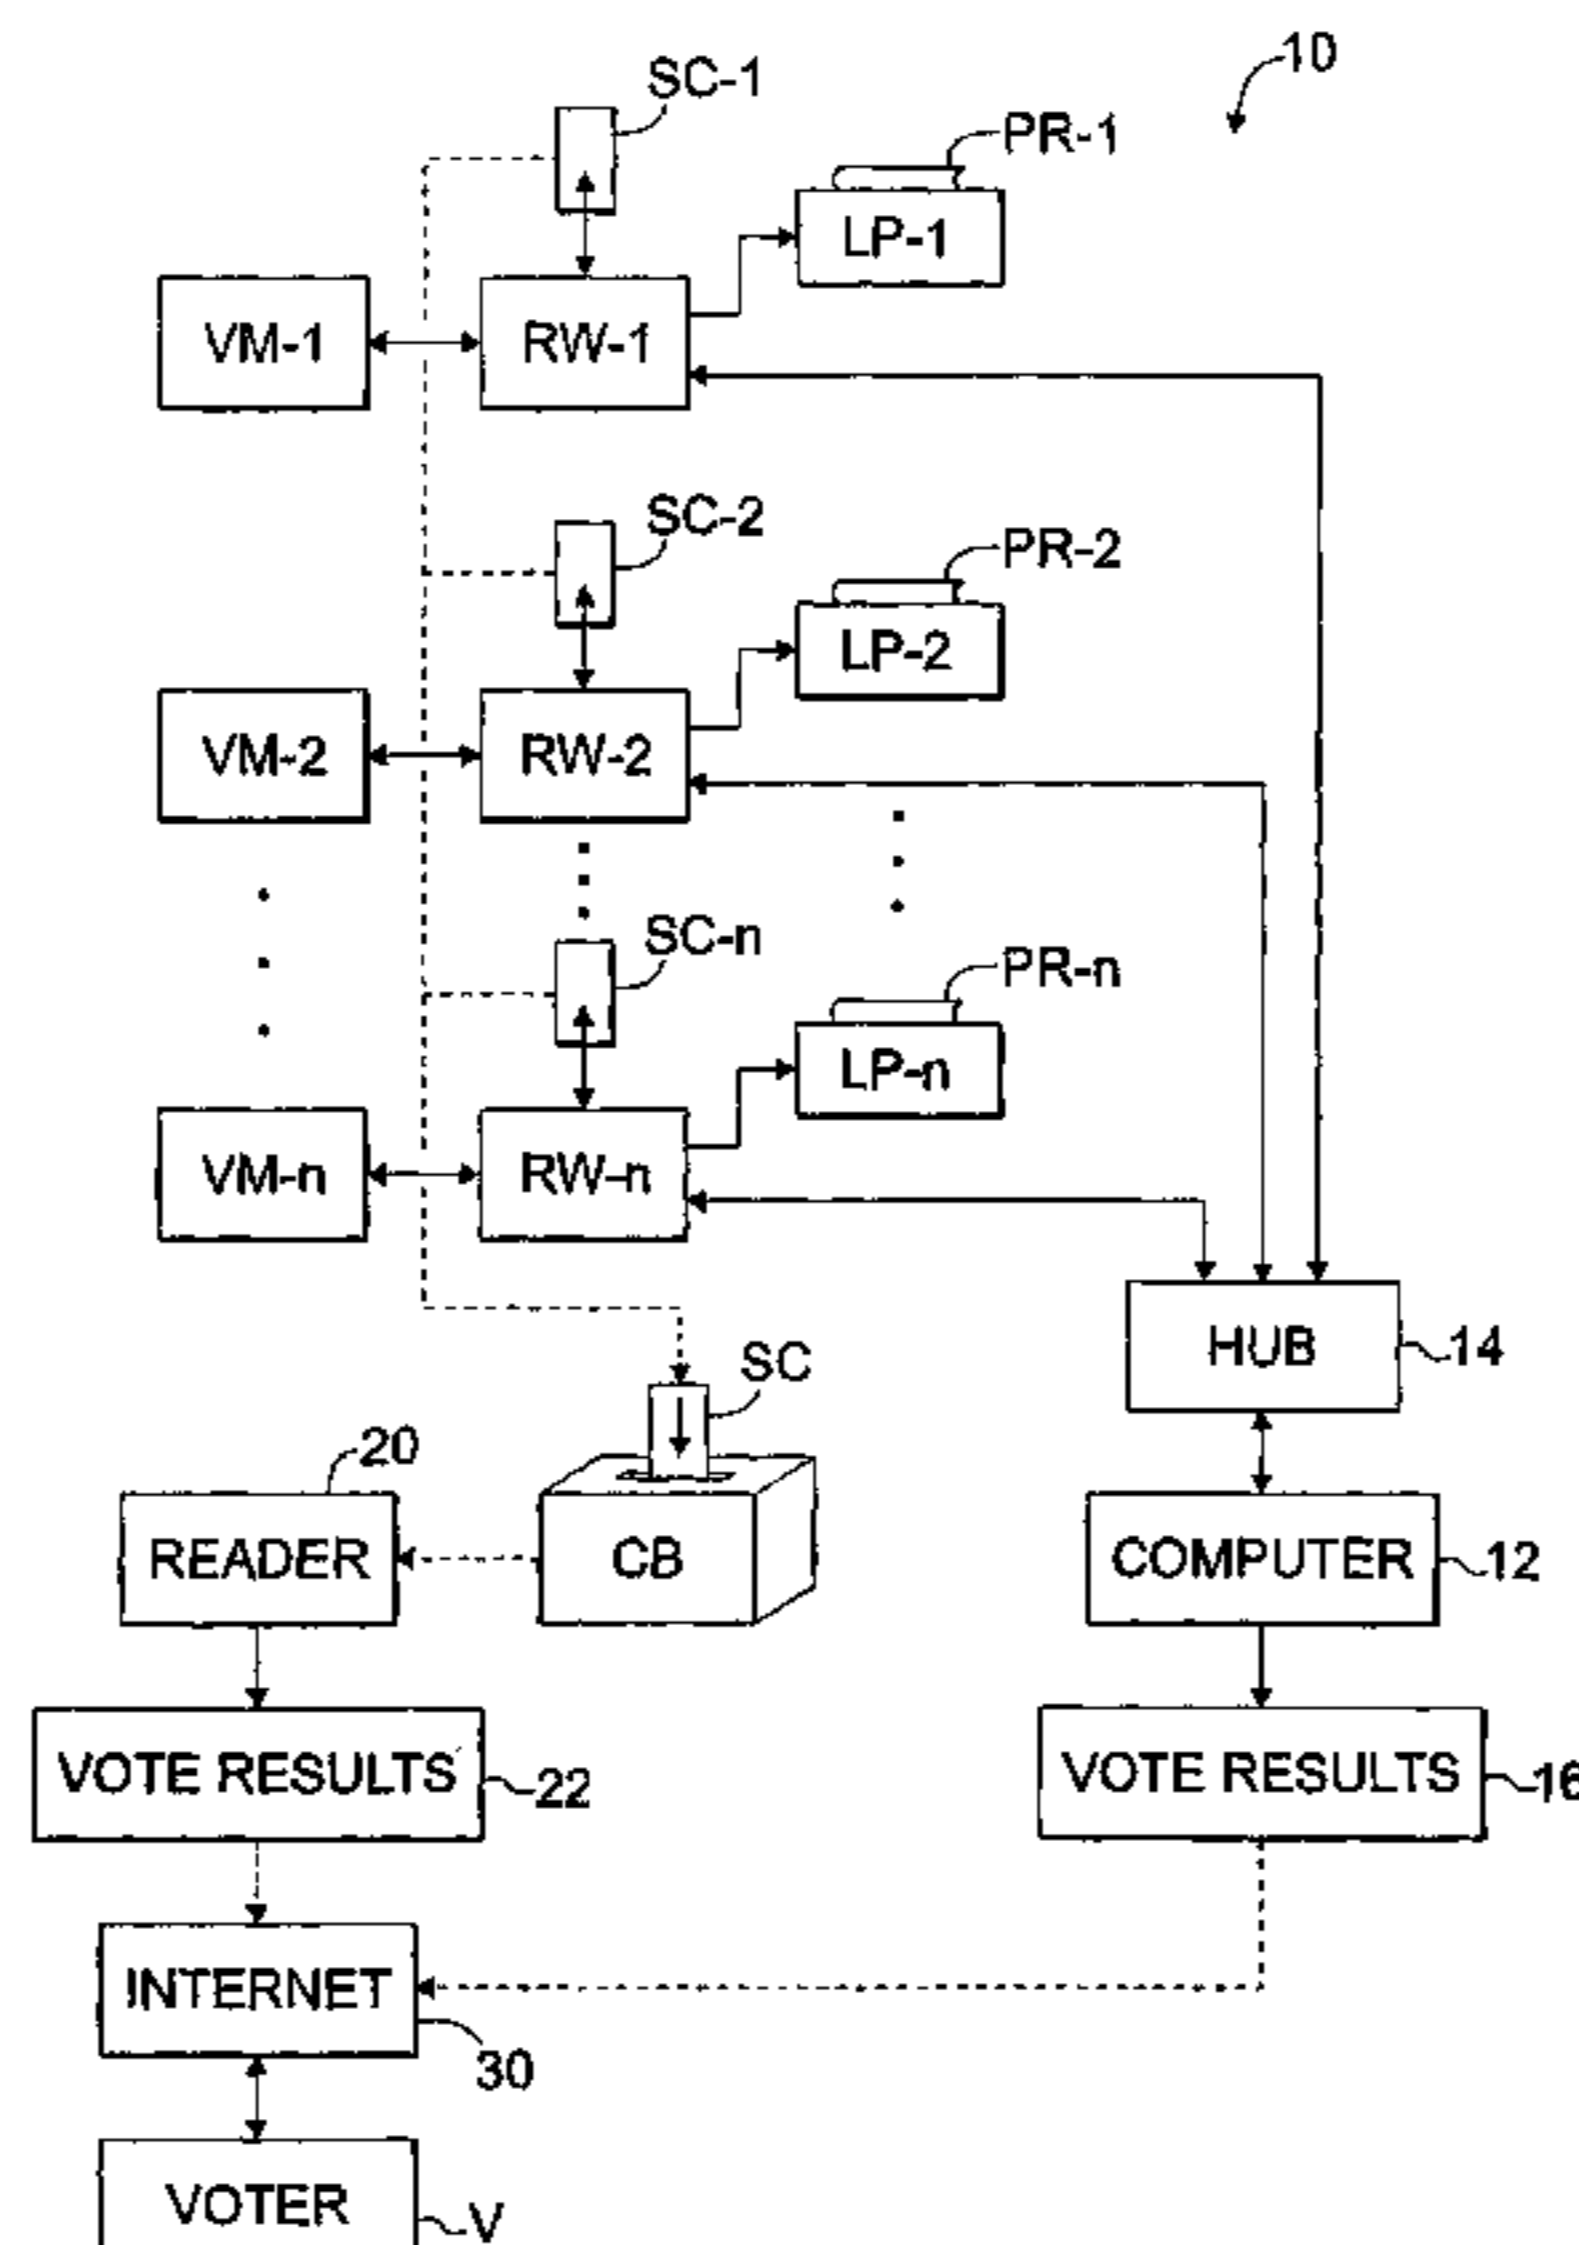 10
SC-1
PR-1
LP-1
VM-1
RW-1
SC-2
PR-2
LP-2
VM-2
RW-2
SC-n
PR-n
LP-n
VM-n
RW-n
HUB
14
SC
20
READER
CB
COMPUTER
12
VOTE RESULTS
22
VOTE RESULTS
16
INTERNET
30
VOTER
V